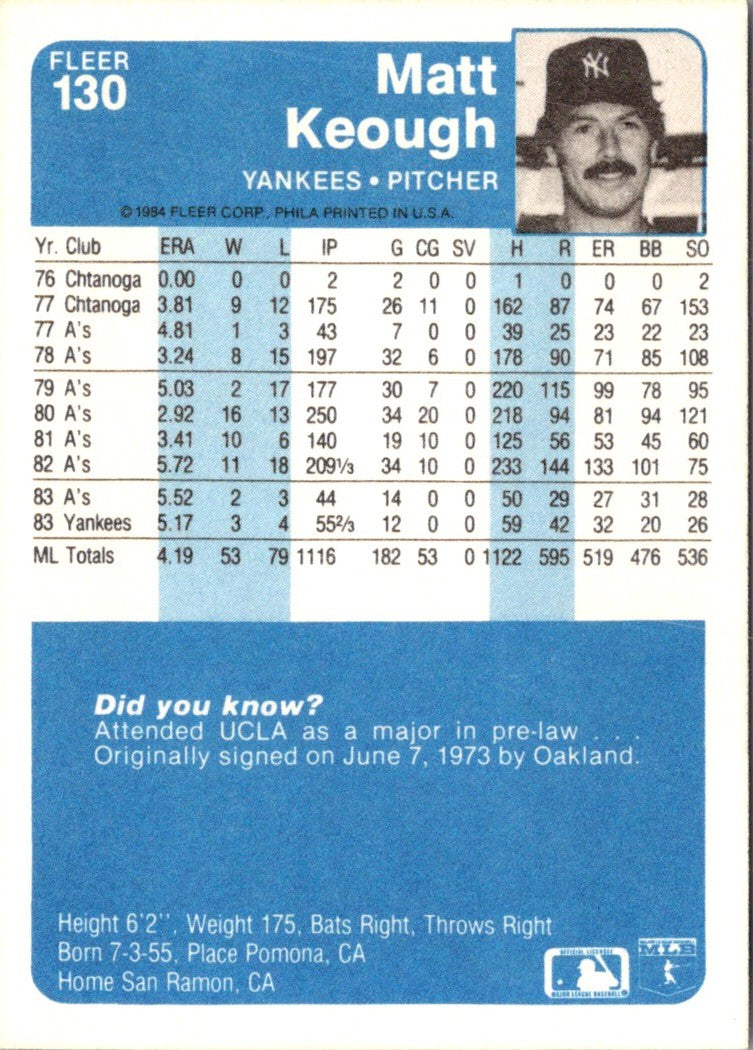 FLEER
130
Matt
Keough
YANKEES • PITCHER
© 1984 FLEER CORP., PHILA PRINTED IN U.S.A.
NY
Yr. Club ERA W L IP G CG SV H R ER BB SO
76 Chtanoga 0.00 0 0 2 2 0 0 1 0 0 0 2
77 Chtanoga 3.81 9 12 175 26 11 0 162 87 74 67 153
77 A's 4.81 1 3 43 7 0 0 39 25 23 22 23
78 A's 3.24 8 15 197 32 6 0 178 90 71 85 108
79 A's 5.03 2 17 177 30 7 0 220 115 99 78 95
80 A's 2.92 16 13 250 34 20 0 218 94 81 94 121
81 A's 3.41 10 6 140 19 10 0 125 56 53 45 60
82 A's 5.72 11 18 209⅓ 34 10 0 233 144 133 101 75
83 A's 5.52 2 3 44 14 0 0 50 29 27 31 28
83 Yankees 5.17 3 4 55⅔ 12 0 0 59 42 32 20 26
ML Totals 4.19 53 79 1116 182 53 0 1122 595 519 476 536
Did you know?
Attended UCLA as a major in pre-law . . .
Originally signed on June 7, 1973 by Oakland.
Height 6'2", Weight 175, Bats Right, Throws Right
Born 7-3-55, Place Pomona, CA
Home San Ramon, CA
OFFICIAL LICENSEE
MAJOR LEAGUE BASEBALL
MLB